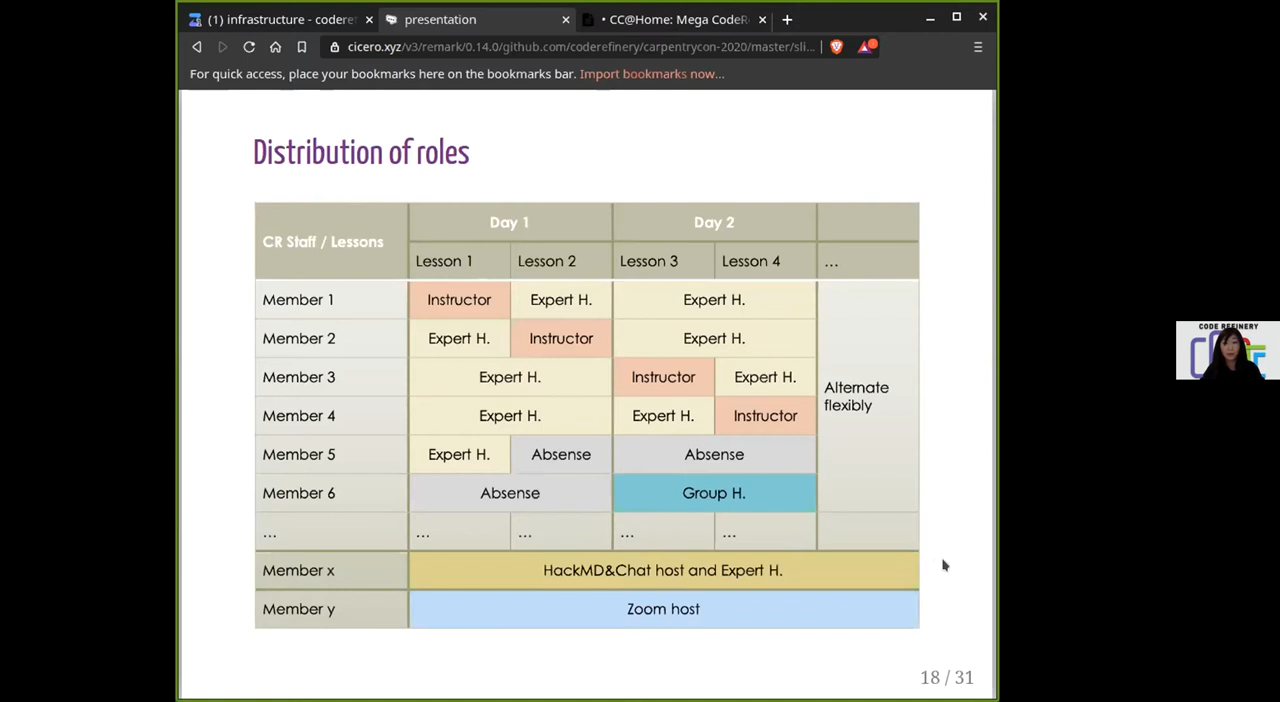 (1) infrastructure - coderef
presentation
• CC@Home: Mega CodeR
cicero.xyz/v3/remark/0.14.0/github.com/coderefinery/carpentrycon-2020/master/sli...
For quick access, place your bookmarks here on the bookmarks bar. Import bookmarks now...
Distribution of roles
CR Staff / Lessons
Day 1
Day 2
Lesson 1
Lesson 2
Lesson 3
Lesson 4
...
Member 1
Instructor
Expert H.
Expert H.
Member 2
Expert H.
Instructor
Expert H.
Member 3
Expert H.
Instructor
Expert H.
Member 4
Expert H.
Expert H.
Instructor
Alternate
flexibly
Member 5
Expert H.
Absense
Absense
Member 6
Absense
Group H.
...
...
...
...
...
Member x
HackMD&Chat host and Expert H.
Member y
Zoom host
18 / 31
CODE REFINERY